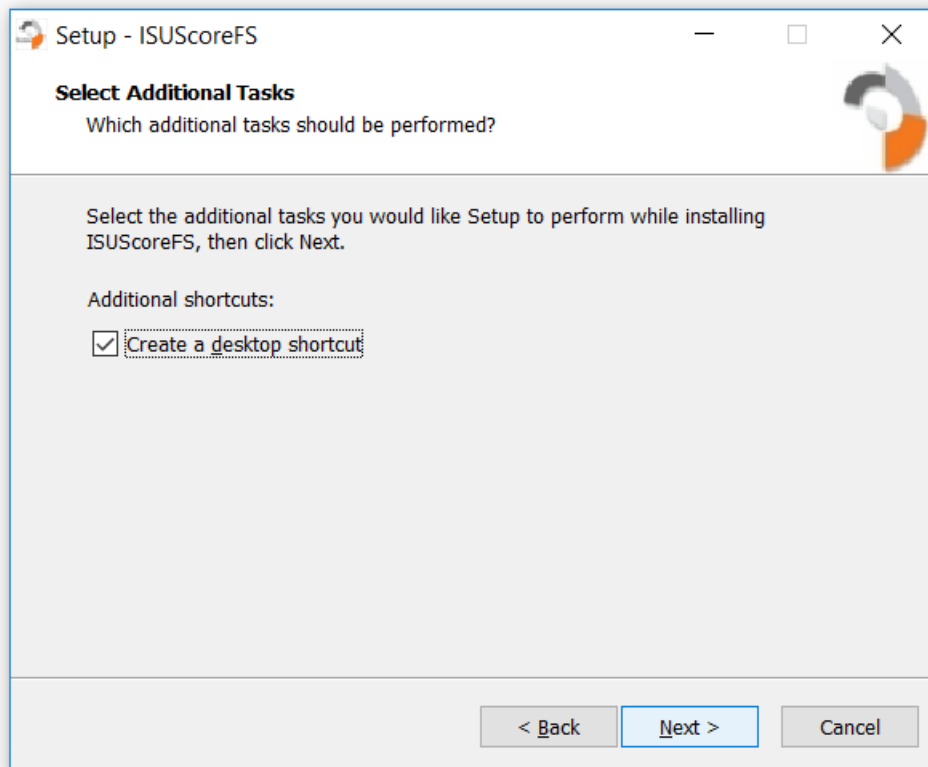 Setup - ISUScoreFS
Select Additional Tasks
Which additional tasks should be performed?
Select the additional tasks you would like Setup to perform while installing
ISUScoreFS, then click Next.
Additional shortcuts:
Create a desktop shortcut
< Back Next > Cancel